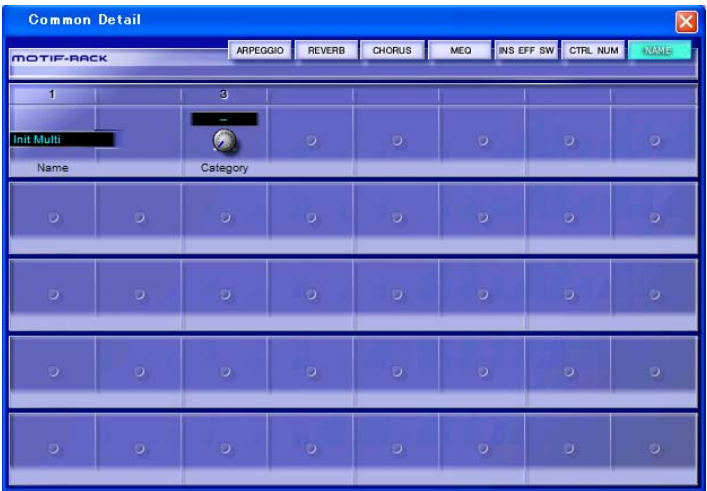 Common Detail
MOTIF-RACK
ARPEGGIO REVERB CHORUS MEQ INS EFF SW CTRL NUM NAME
1 3
--
Init Multi
Name Category